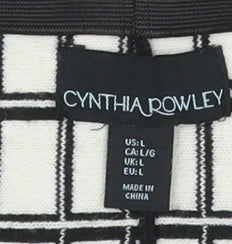 CYNTHIA ROWLEY
US: L
CA: L/G
UK: L
EU: L
MADE IN
CHINA